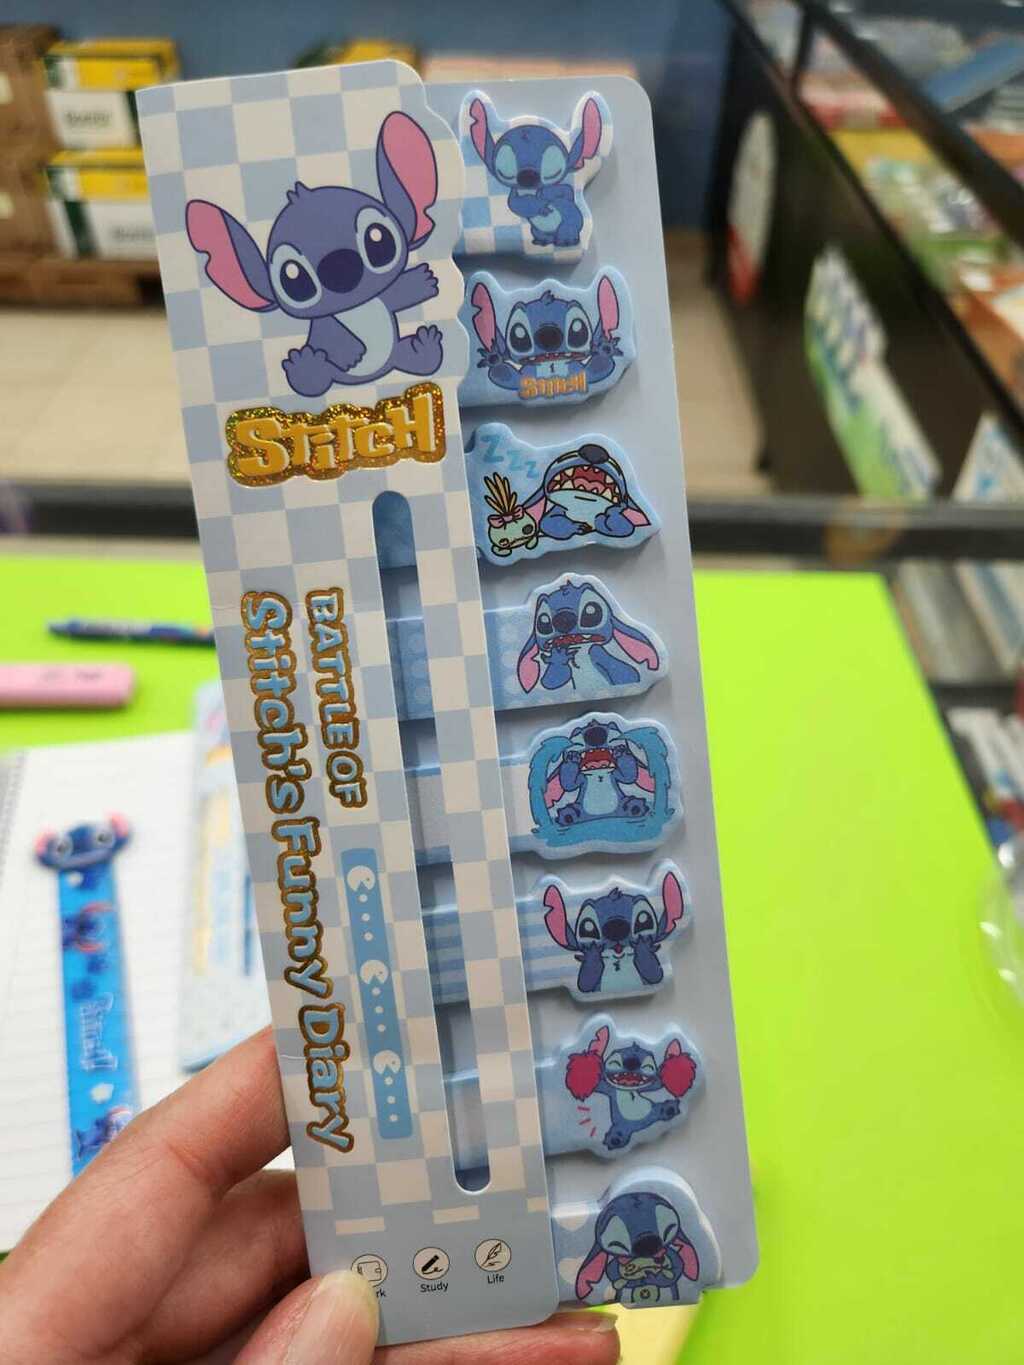 STITCH
BATTLE OF
Stitch's Funny Diary
Stitch
Z Z Z
Study
Life